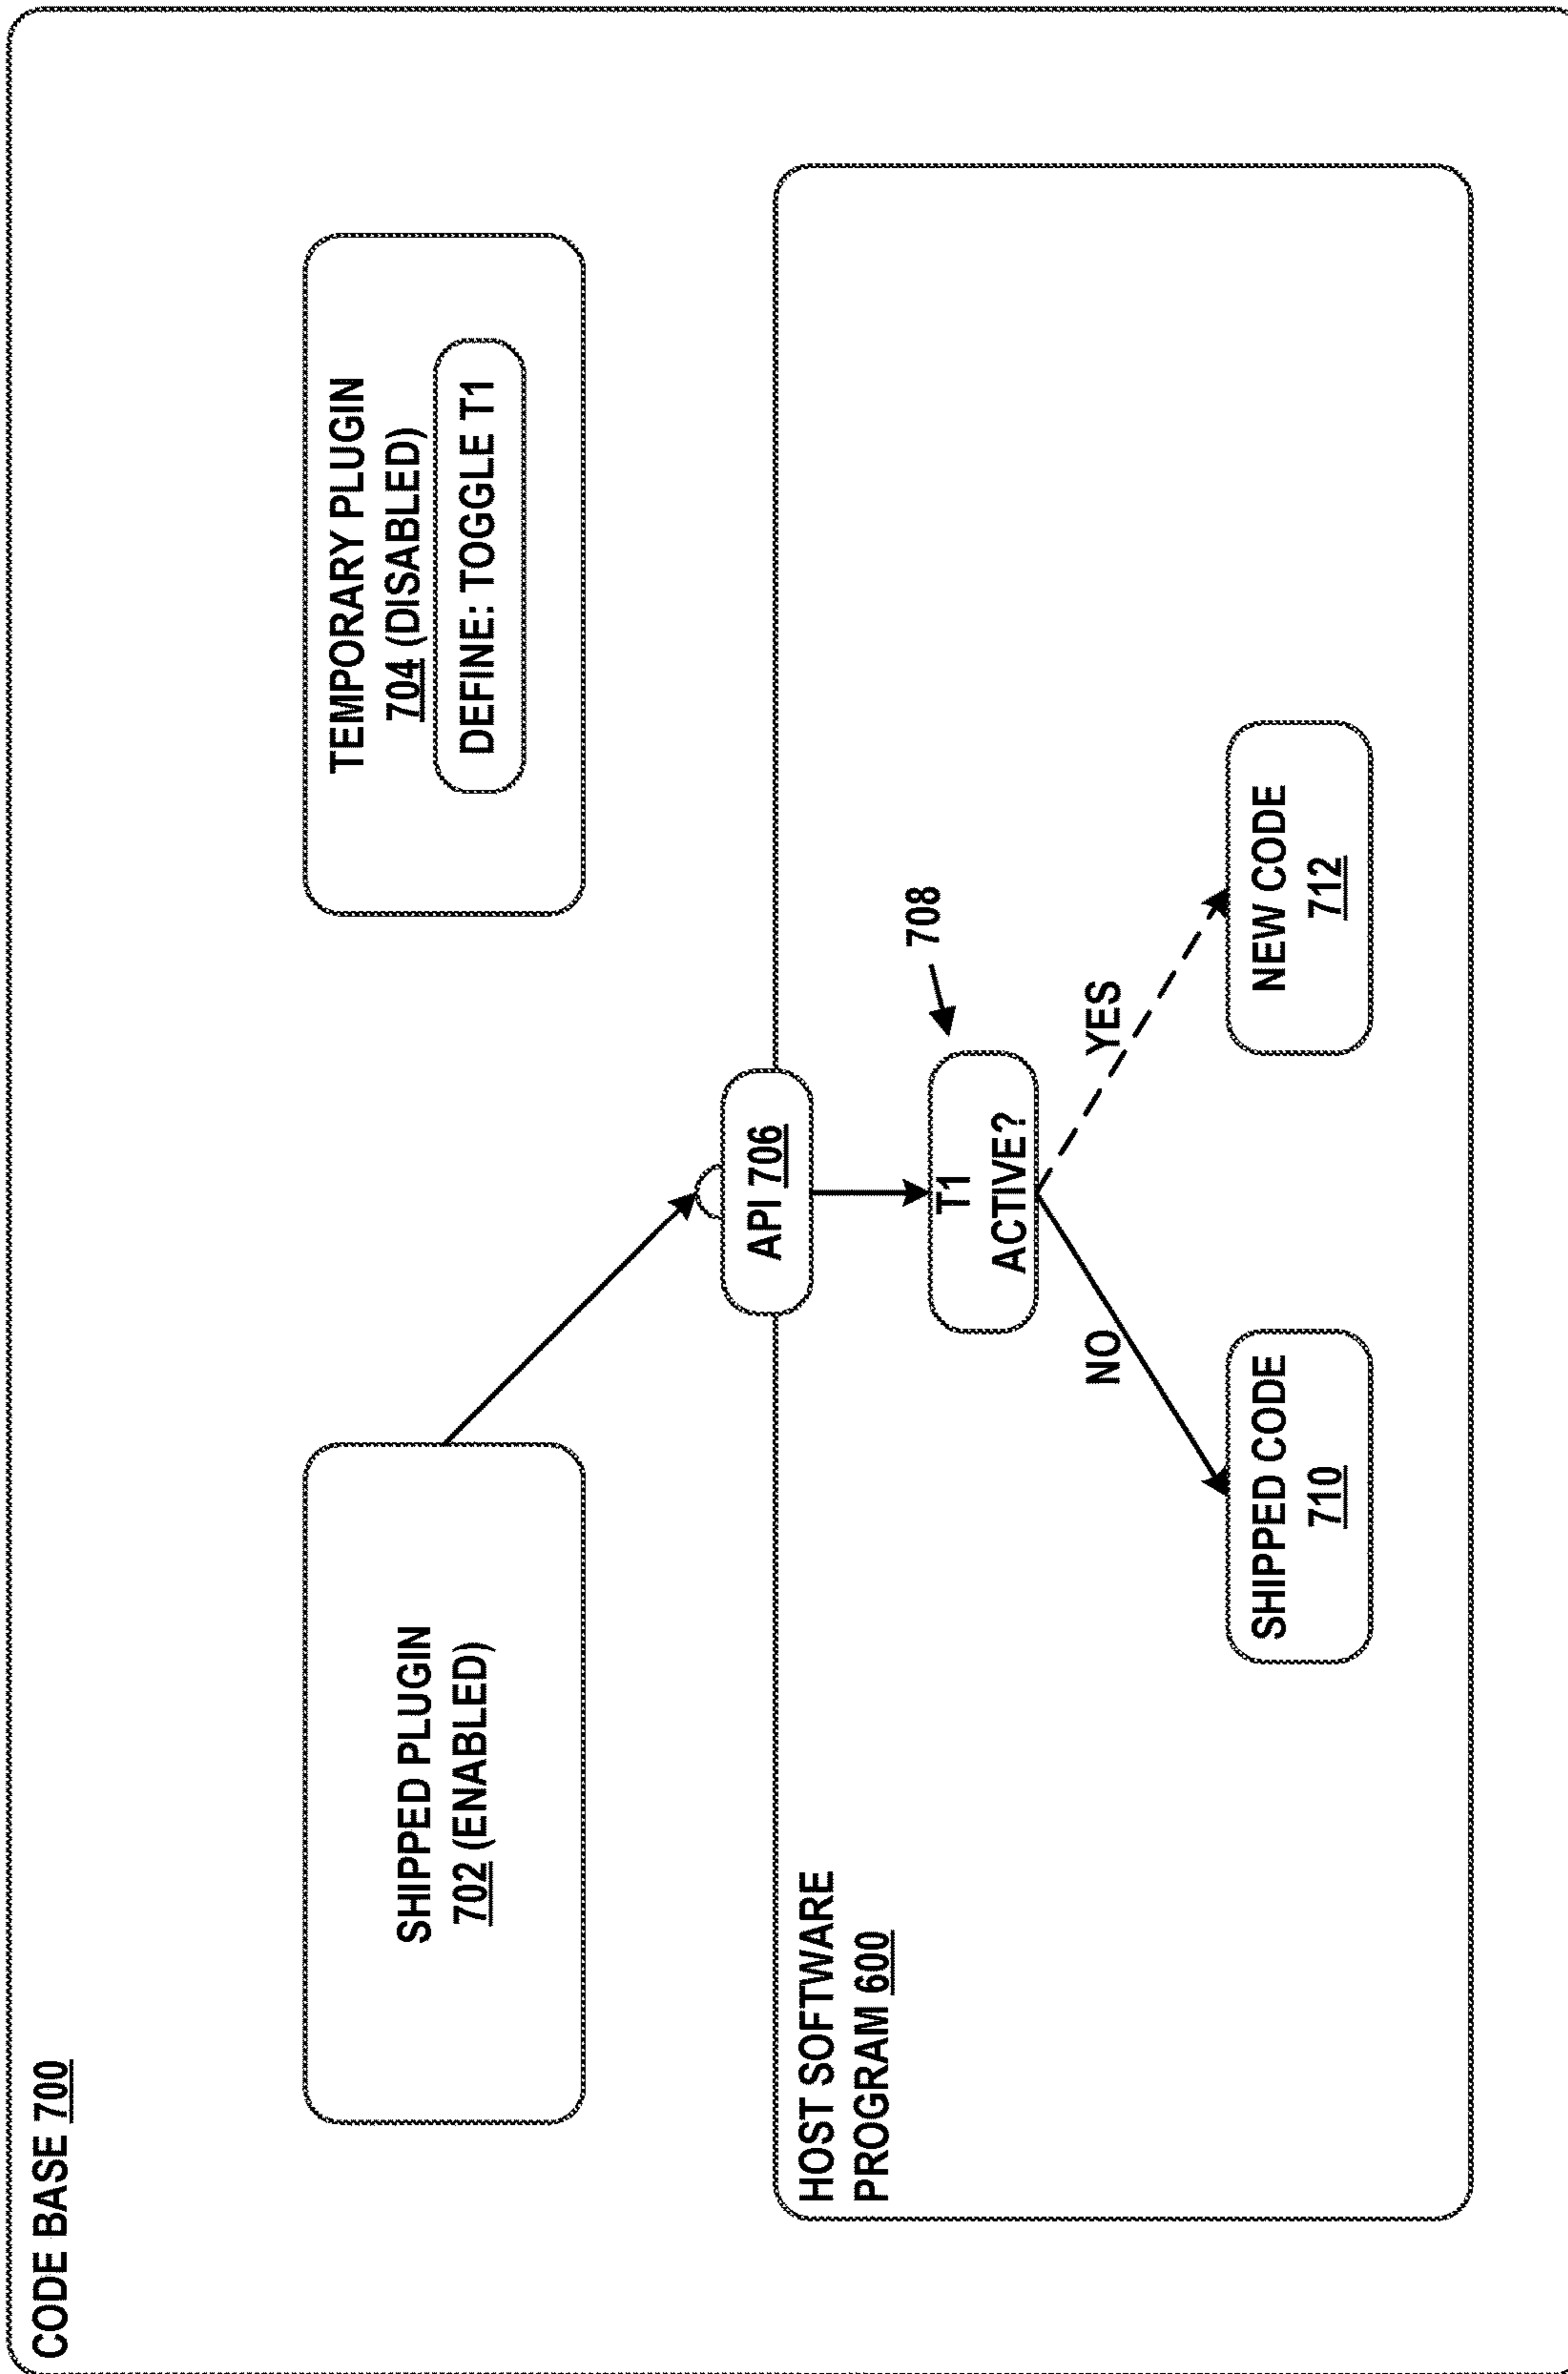 CODE BASE 700
SHIPPED PLUGIN
702 (ENABLED)
TEMPORARY PLUGIN
704 (DISABLED)
DEFINE: TOGGLE T1
API 706
HOST SOFTWARE
PROGRAM 600
T1
ACTIVE?
708
NO
YES
SHIPPED CODE
710
NEW CODE
712